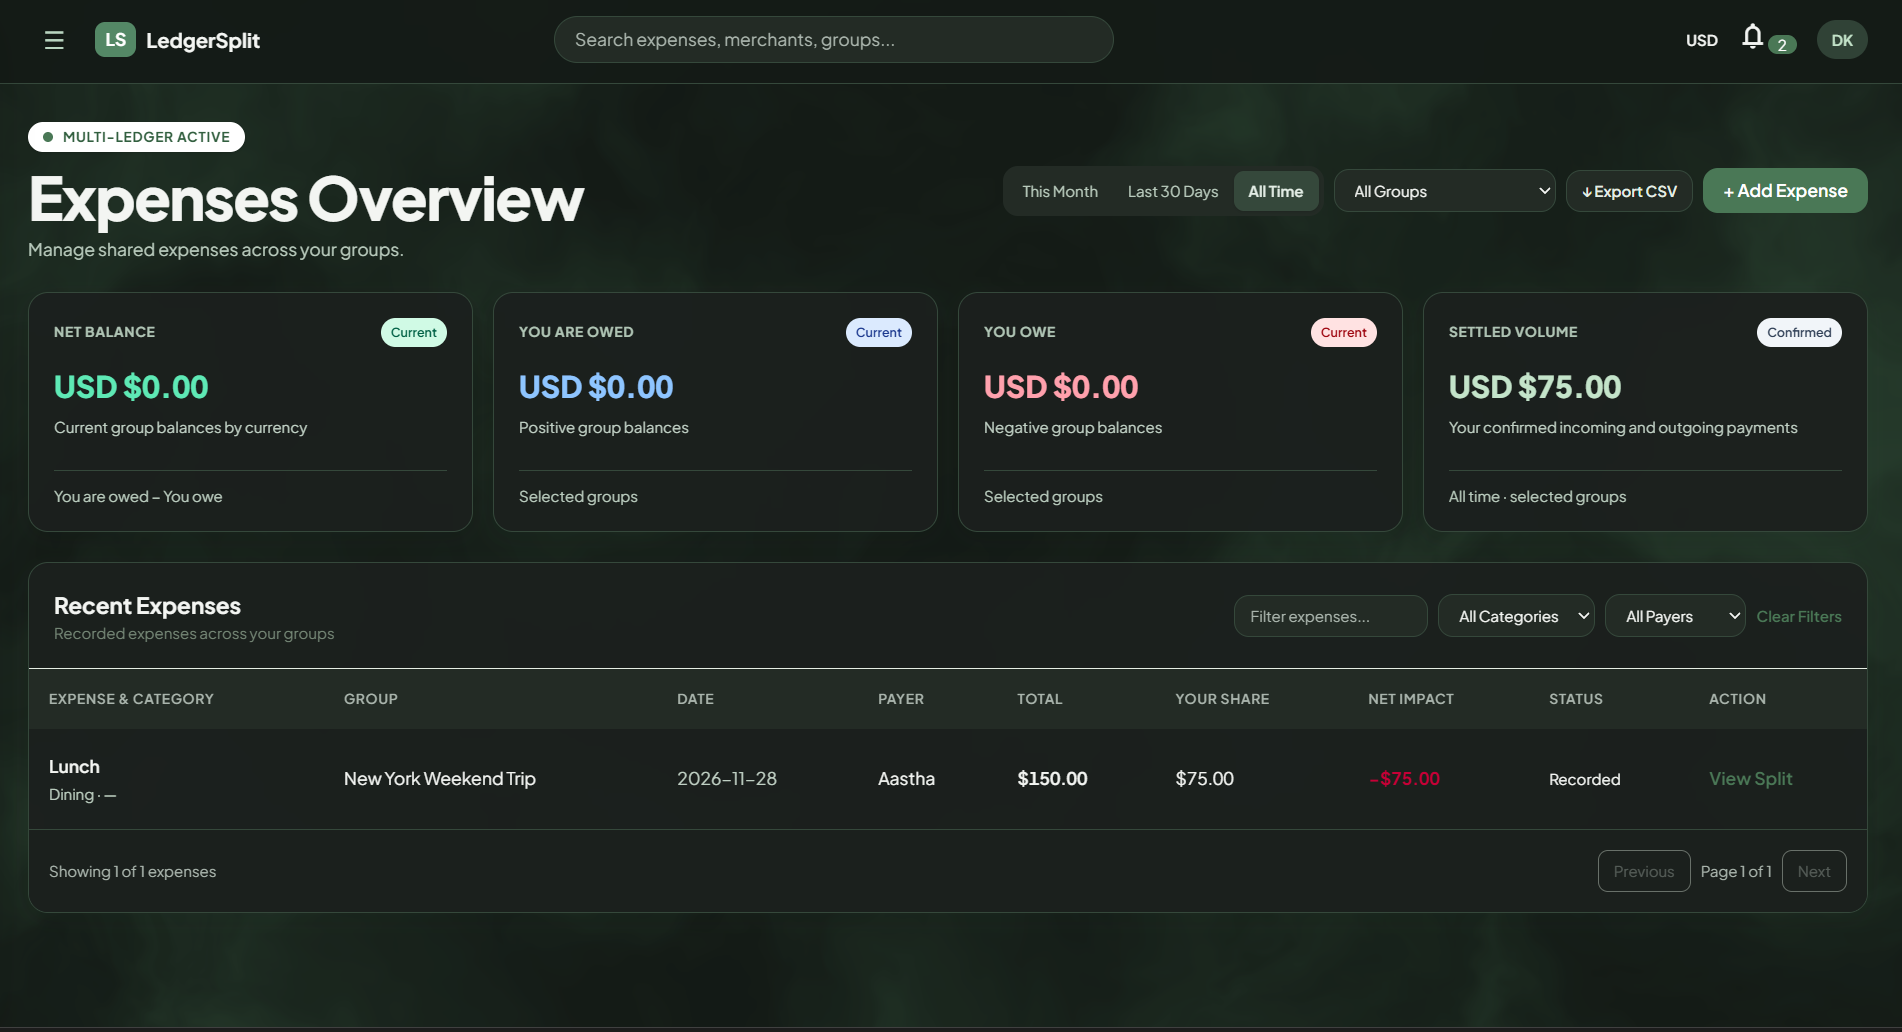 ☰ LS LedgerSplit Search expenses, merchants, groups... USD 2 DK
MULTI-LEDGER ACTIVE
Expenses Overview
Manage shared expenses across your groups.
This Month Last 30 Days All Time All Groups ↓ Export CSV + Add Expense
NET BALANCE Current
USD $0.00
Current group balances by currency
You are owed – You owe
YOU ARE OWED Current
USD $0.00
Positive group balances
Selected groups
YOU OWE Current
USD $0.00
Negative group balances
Selected groups
SETTLED VOLUME Confirmed
USD $75.00
Your confirmed incoming and outgoing payments
All time · selected groups
Recent Expenses
Recorded expenses across your groups
Filter expenses... All Categories All Payers Clear Filters
EXPENSE & CATEGORY GROUP DATE PAYER TOTAL YOUR SHARE NET IMPACT STATUS ACTION
Lunch
Dining · —
New York Weekend Trip 2026-11-28 Aastha $150.00 $75.00 -$75.00 Recorded View Split
Showing 1 of 1 expenses Previous Page 1 of 1 Next